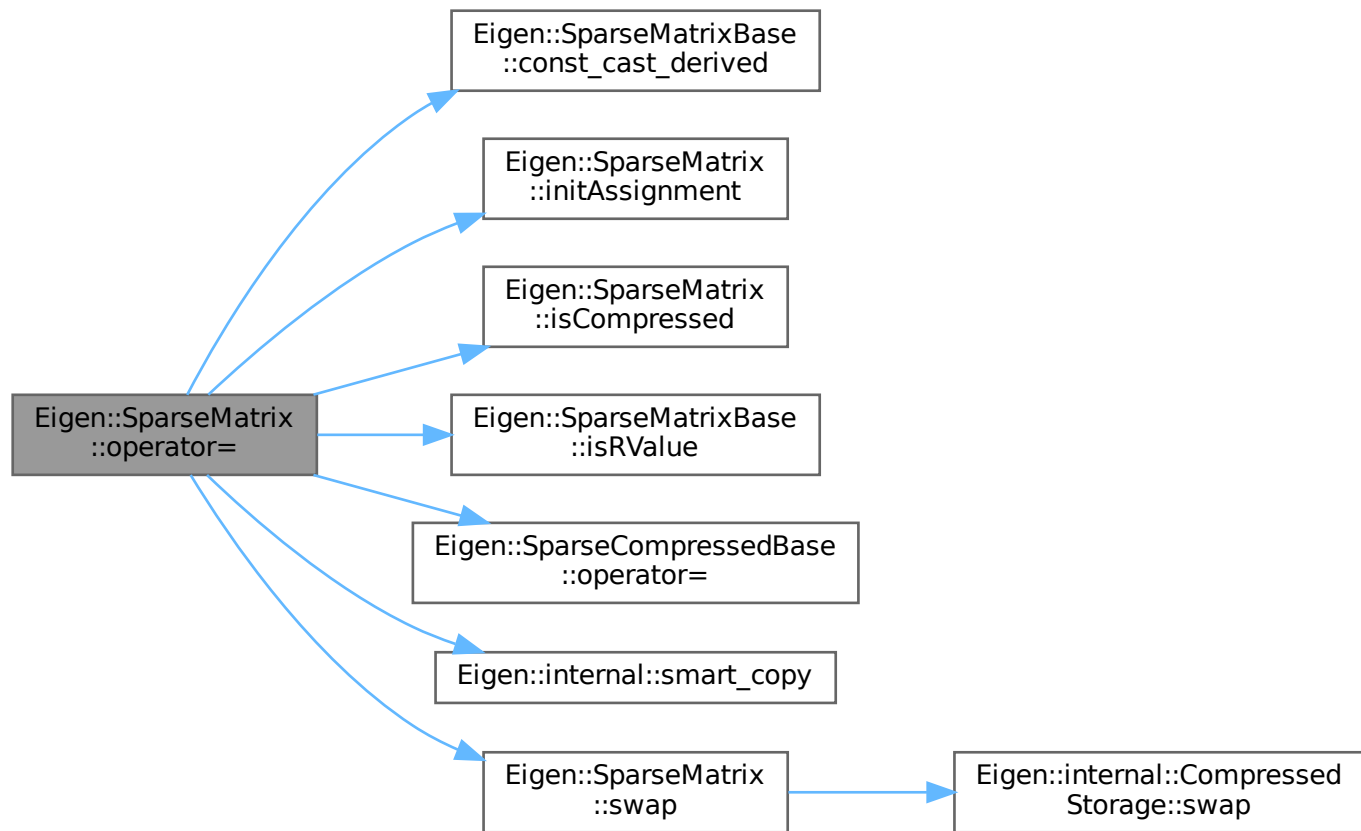 Eigen::SparseMatrixBase
::const_cast_derived
Eigen::SparseMatrix
::initAssignment
Eigen::SparseMatrix
::isCompressed
Eigen::SparseMatrix
::operator=
Eigen::SparseMatrixBase
::isRValue
Eigen::SparseCompressedBase
::operator=
Eigen::internal::smart_copy
Eigen::SparseMatrix
::swap
Eigen::internal::Compressed
Storage::swap